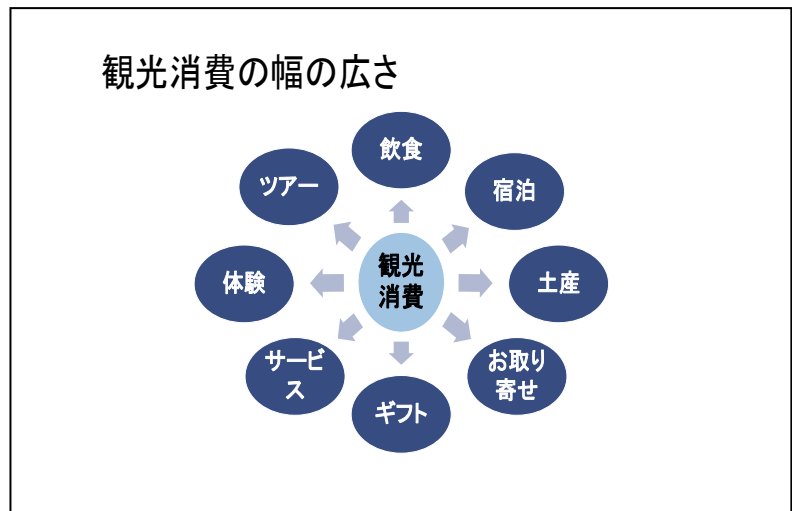 観光消費の幅の広さ
飲食
宿泊
土産
お取り
寄せ
ギフト
サービ
ス
体験
ツアー
観光
消費